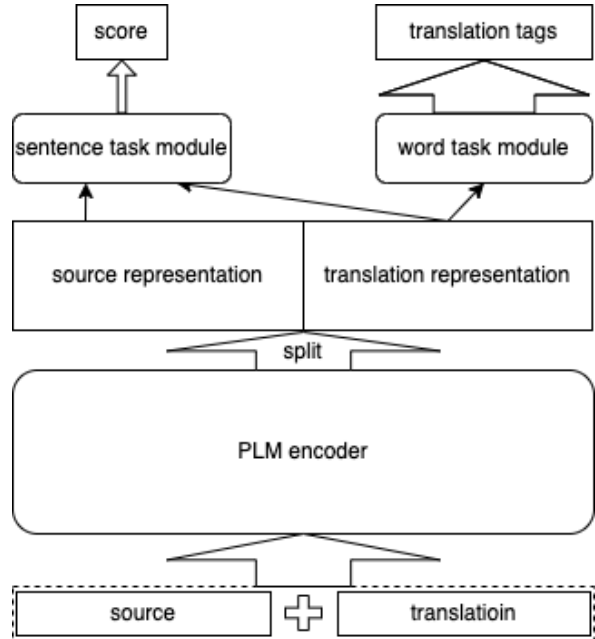 score
translation tags
sentence task module
word task module
source representation
translation representation
split
PLM encoder
source
translatioin